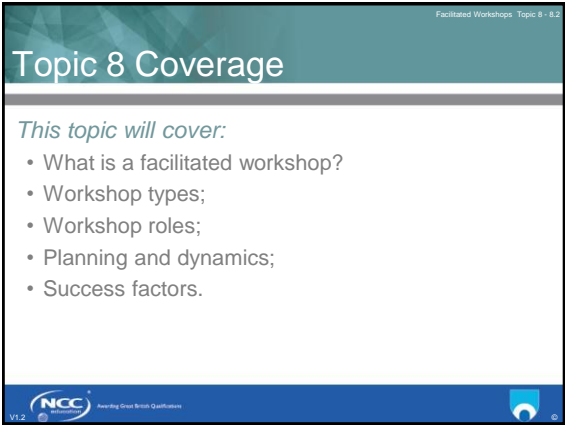 Facilitated Workshops Topic 8 - 8.2
Topic 8 Coverage
This topic will cover:
• What is a facilitated workshop?
• Workshop types;
• Workshop roles;
• Planning and dynamics;
• Success factors.
V1.2
NCC
education
Awarding Great British Qualifications
©